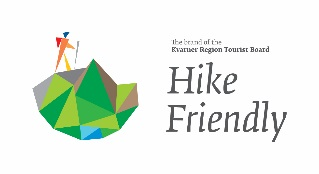 The brand of the
Kvarner Region Tourist Board
Hike
Friendly